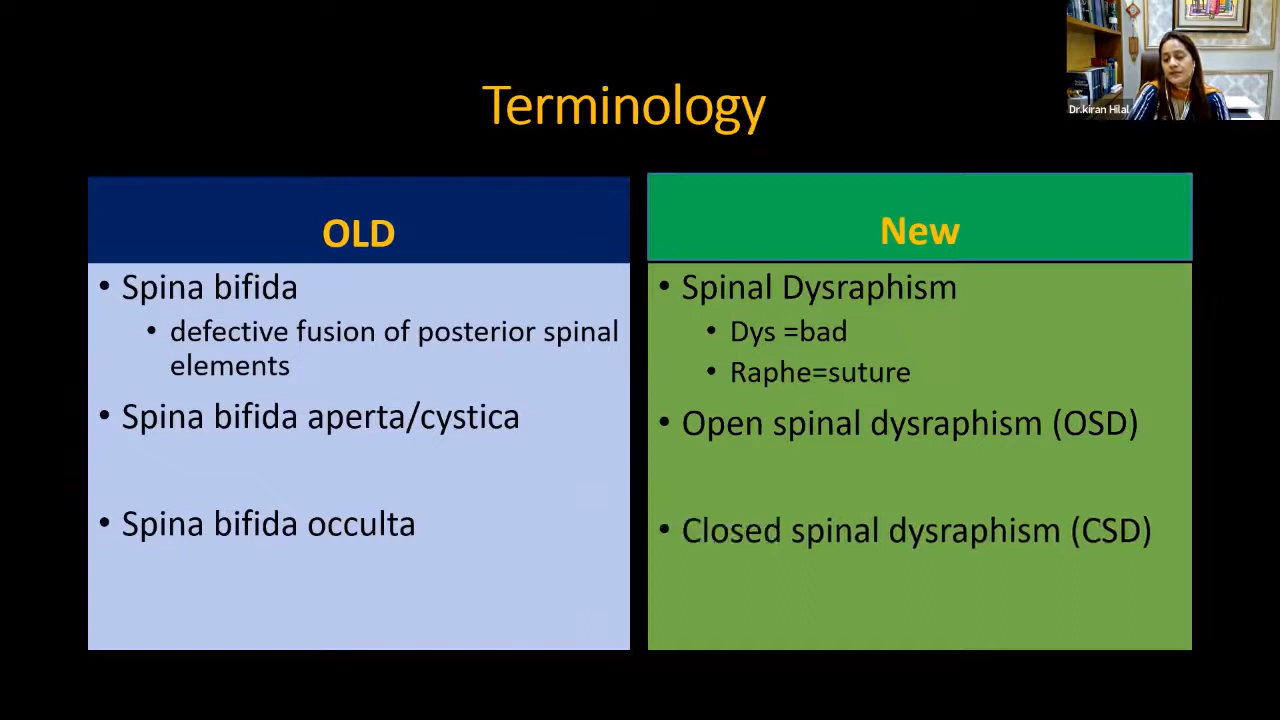 Terminology
Dr.kiran Hilal
OLD
• Spina bifida
• defective fusion of posterior spinal
elements
• Spina bifida aperta/cystica
• Spina bifida occulta
New
• Spinal Dysraphism
• Dys =bad
• Raphe=suture
• Open spinal dysraphism (OSD)
• Closed spinal dysraphism (CSD)